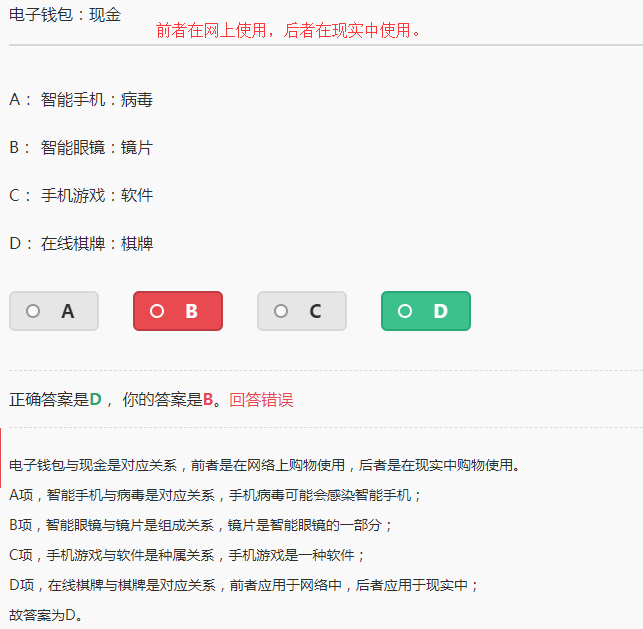 电子钱包：现金
前者在网上使用，后者在现实中使用。
A： 智能手机：病毒
B： 智能眼镜：镜片
C： 手机游戏：软件
D： 在线棋牌：棋牌
A B C D
正确答案是D， 你的答案是B。回答错误
电子钱包与现金是对应关系，前者是在网络上购物使用，后者是在现实中购物使用。
A项，智能手机与病毒是对应关系，手机病毒可能会感染智能手机；
B项，智能眼镜与镜片是组成关系，镜片是智能眼镜的一部分；
C项，手机游戏与软件是种属关系，手机游戏是一种软件；
D项，在线棋牌与棋牌是对应关系，前者应用于网络中，后者应用于现实中；
故答案为D。